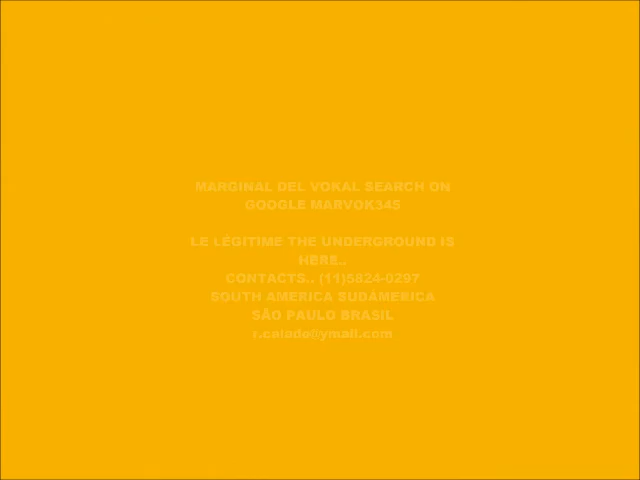 MARGINAL DEL VOKAL SEARCH ON
GOOGLE MARVOK345
LE LÉGITIME THE UNDERGROUND IS
HERE..
CONTACTS.. (11)5824-0297
SOUTH AMERICA SUDÁMERICA
SÃO PAULO BRASIL
r.calado@ymail.com